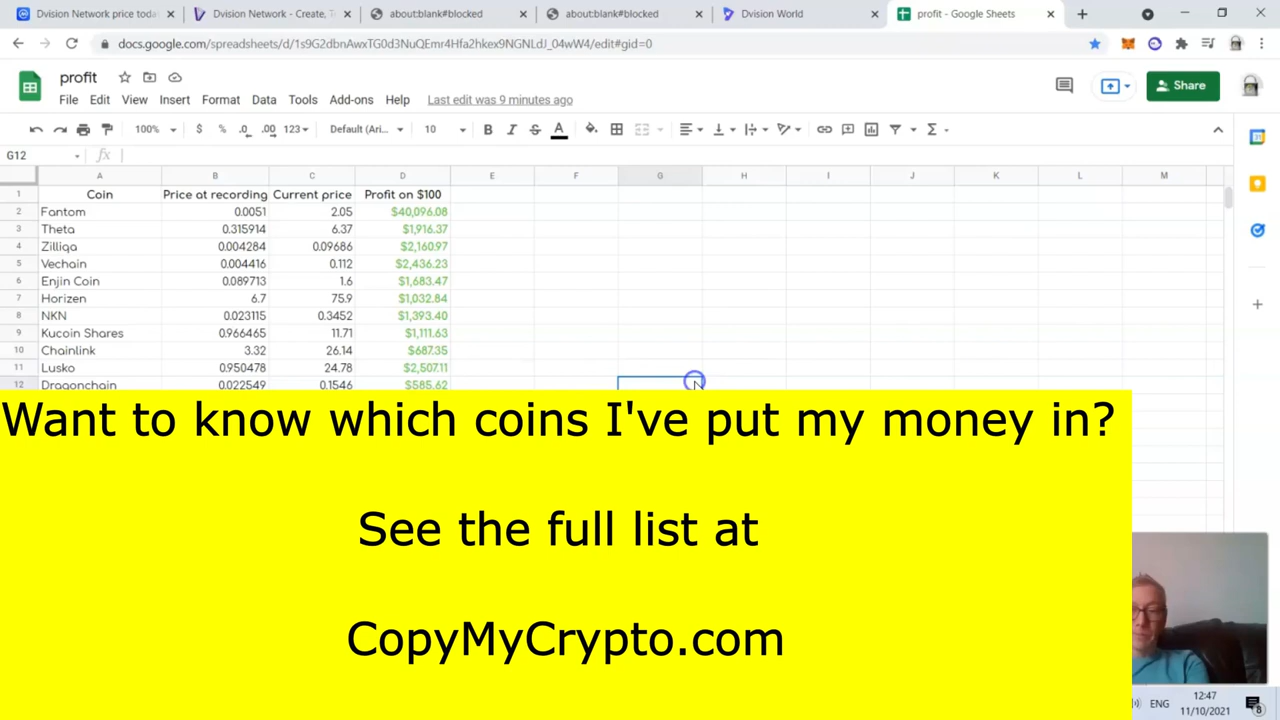 Dvision Network price toda
Dvision Network - Create, T
about:blank#blocked
about:blank#blocked
Dvision World
profit - Google Sheets
docs.google.com/spreadsheets/d/1s9G2dbnAwxTG0d3NuQEmr4Hfa2hkex9NGNLdJ_04wW4/edit#gid=0
profit
Share
File Edit View Insert Format Data Tools Add-ons Help Last edit was 9 minutes ago
100% $ % .0 .00 123 Default (Ari... 10 B I S A
G12 fx
A B C D E F G H I J K L M
1 Coin Price at recording Current price Profit on $100
2 Fantom 0.0051 2.05 $40,096.08
3 Theta 0.315914 6.37 $1,916.37
4 Zilliqa 0.004284 0.09686 $2,160.97
5 Vechain 0.004416 0.112 $2,436.23
6 Enjin Coin 0.089713 1.6 $1,683.47
7 Horizen 6.7 75.9 $1,032.84
8 NKN 0.023115 0.3452 $1,393.40
9 Kucoin Shares 0.966465 11.71 $1,111.63
10 Chainlink 3.32 26.14 $687.35
11 Lusko 0.950478 24.78 $2,507.11
12 Dragonchain 0.022549 0.1546 $585.62
Want to know which coins I've put my money in?
See the full list at
CopyMyCrypto.com
ENG
12:47
11/10/2021
8